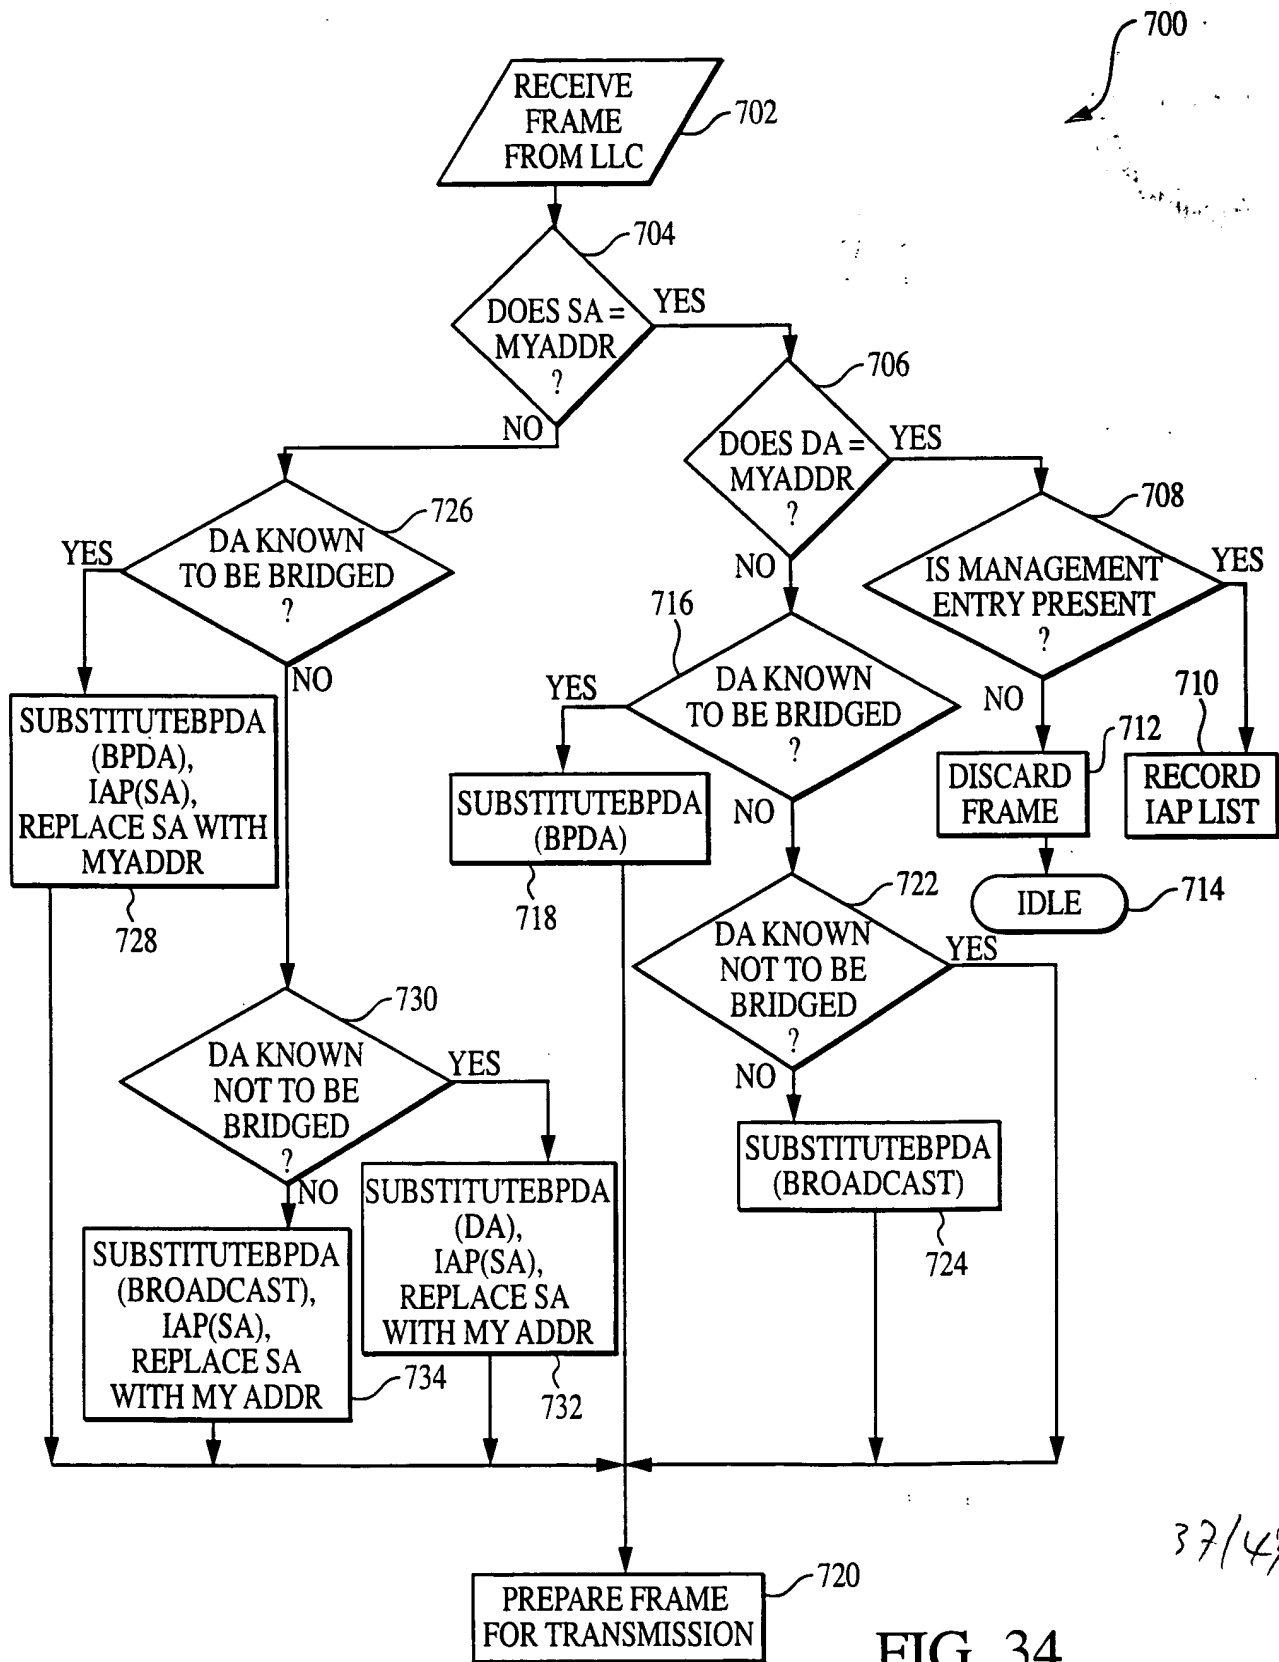 700
RECEIVE
FRAME
FROM LLC
702
704
DOES SA =
MYADDR
?
YES
NO
706
DOES DA =
MYADDR
?
YES
NO
708
IS MANAGEMENT
ENTRY PRESENT
?
YES
NO
726
DA KNOWN
TO BE BRIDGED
?
YES
NO
716
DA KNOWN
TO BE BRIDGED
?
YES
NO
710
RECORD
IAP LIST
712
DISCARD
FRAME
IDLE
714
SUBSTITUTEBPDA
(BPDA),
IAP(SA),
REPLACE SA WITH
MYADDR
728
SUBSTITUTEBPDA
(BPDA)
718
722
DA KNOWN
NOT TO BE
BRIDGED
?
YES
NO
730
DA KNOWN
NOT TO BE
BRIDGED
?
YES
NO
SUBSTITUTEBPDA
(BROADCAST)
724
SUBSTITUTEBPDA
(DA),
IAP(SA),
REPLACE SA
WITH MY ADDR
732
SUBSTITUTEBPDA
(BROADCAST),
IAP(SA),
REPLACE SA
WITH MY ADDR
734
PREPARE FRAME
FOR TRANSMISSION
720
FIG. 34